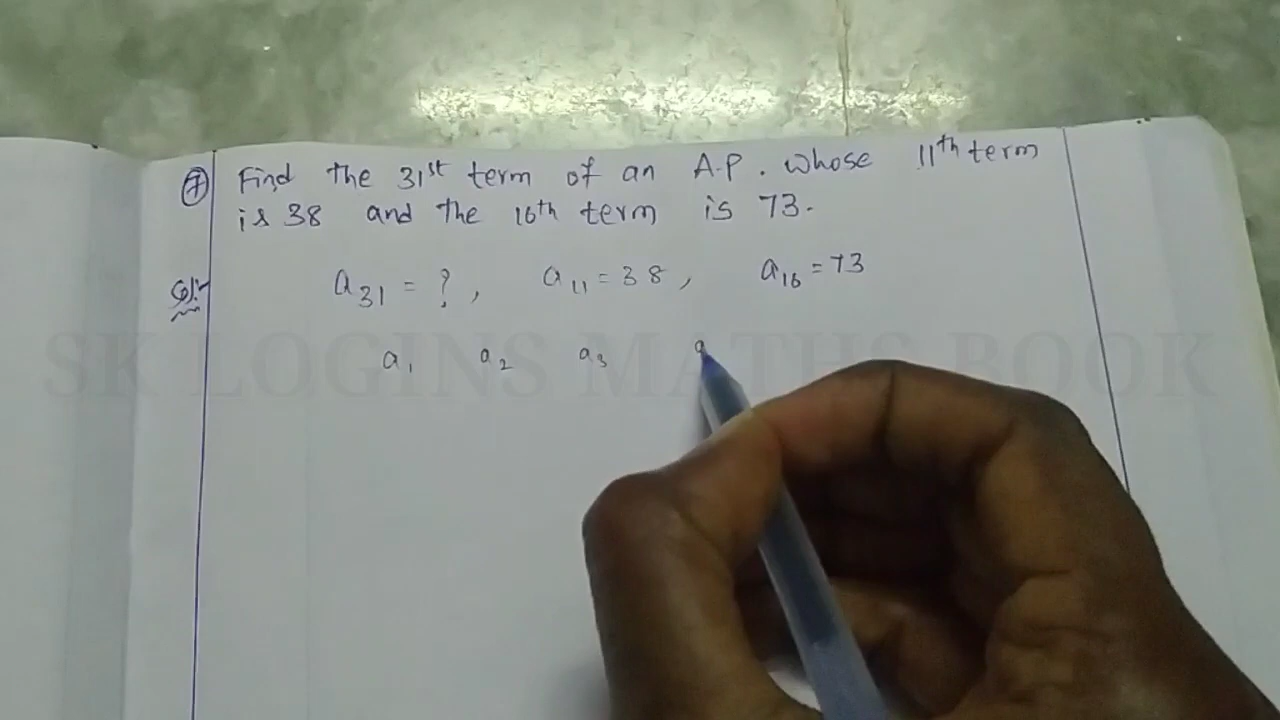 7 Find the 31st term of an A.P. whose 11th term
is 38 and the 16th term is 73.
Sol:- a31 = ?, a11 = 38, a16 = 73
a1 a2 a3 a
SK LOGINS MATHS BOOK